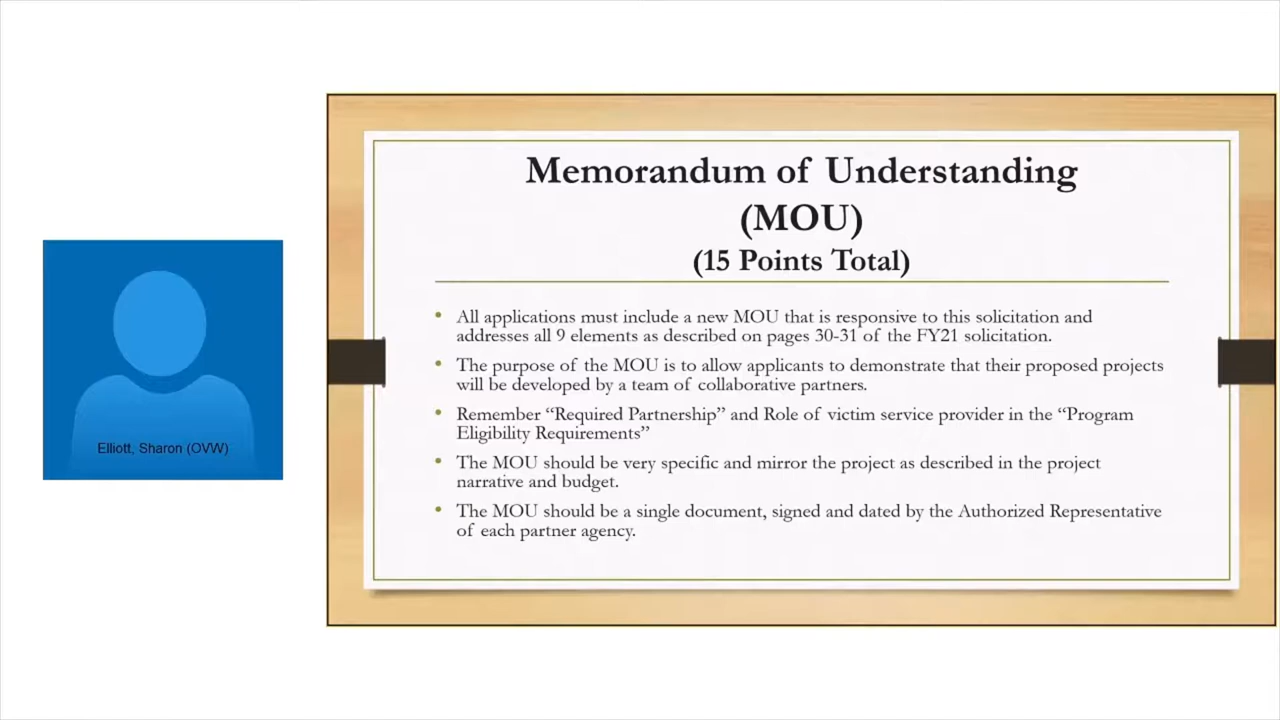 Memorandum of Understanding
(MOU)
(15 Points Total)
• All applications must include a new MOU that is responsive to this solicitation and
addresses all 9 elements as described on pages 30-31 of the FY21 solicitation.
• The purpose of the MOU is to allow applicants to demonstrate that their proposed projects
will be developed by a team of collaborative partners.
• Remember “Required Partnership” and Role of victim service provider in the “Program
Eligibility Requirements”
• The MOU should be very specific and mirror the project as described in the project
narrative and budget.
• The MOU should be a single document, signed and dated by the Authorized Representative
of each partner agency.
Elliott, Sharon (OVW)